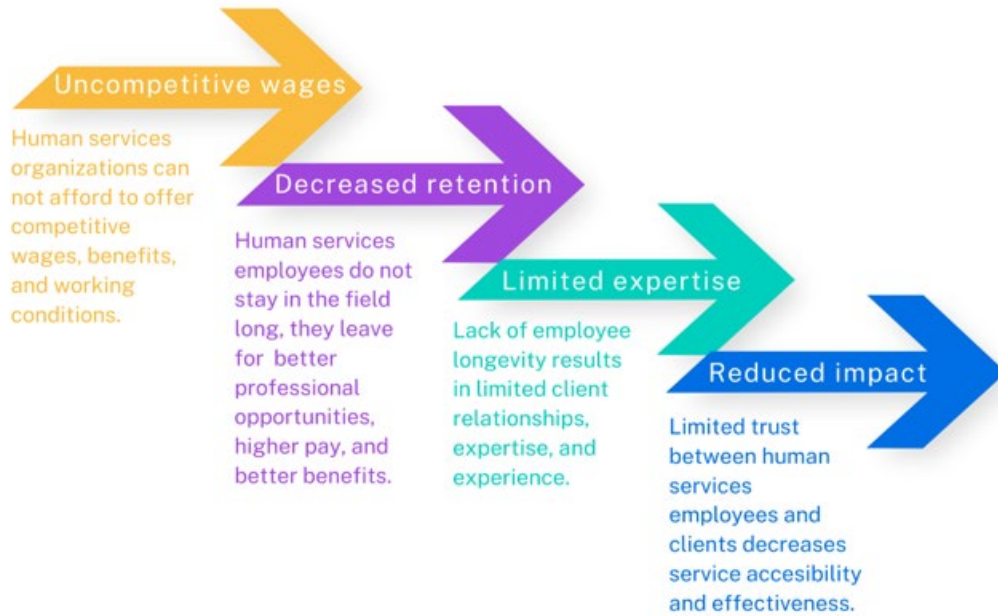 Uncompetitive wages
Human services
organizations can
not afford to offer
competitive
wages, benefits,
and working
conditions.
Decreased retention
Human services
employees do not
stay in the field
long, they leave
for better
professional
opportunities,
higher pay, and
better benefits.
Limited expertise
Lack of employee
longevity results
in limited client
relationships,
expertise, and
experience.
Reduced impact
Limited trust
between human
services
employees and
clients decreases
service accesibility
and effectiveness.